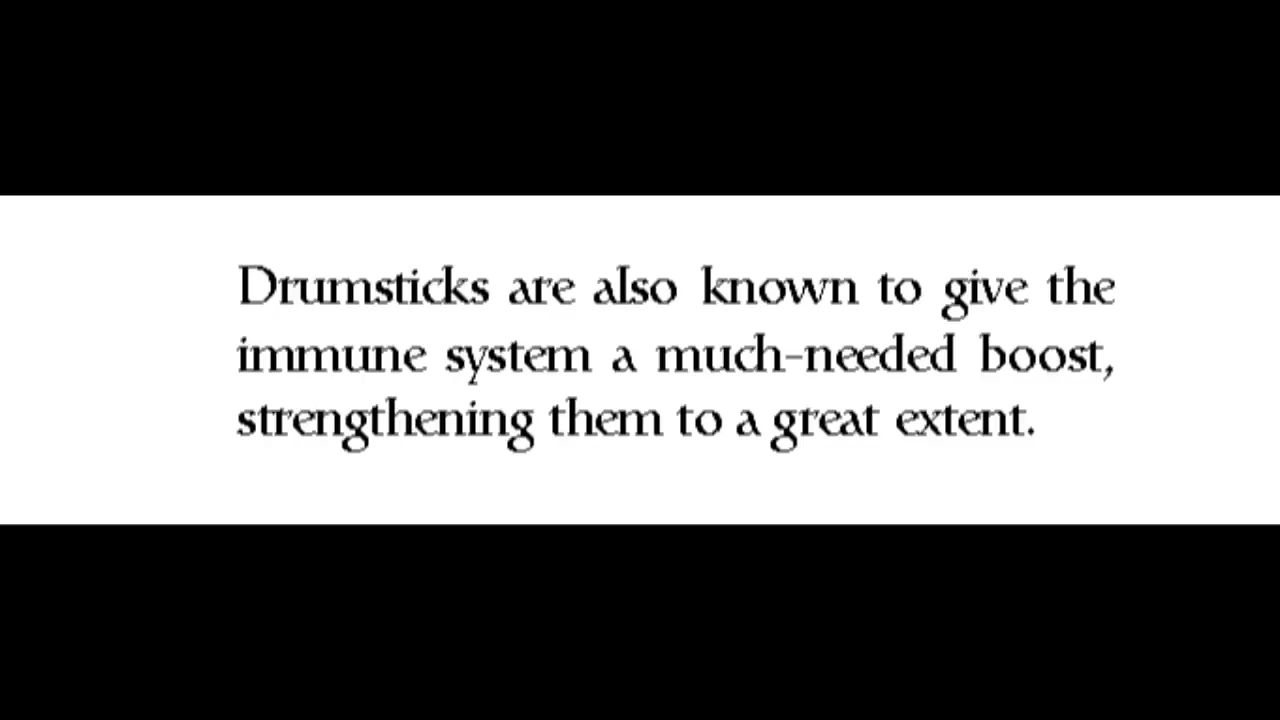 Drumsticks are also known to give the
immune system a much-needed boost,
strengthening them to a great extent.